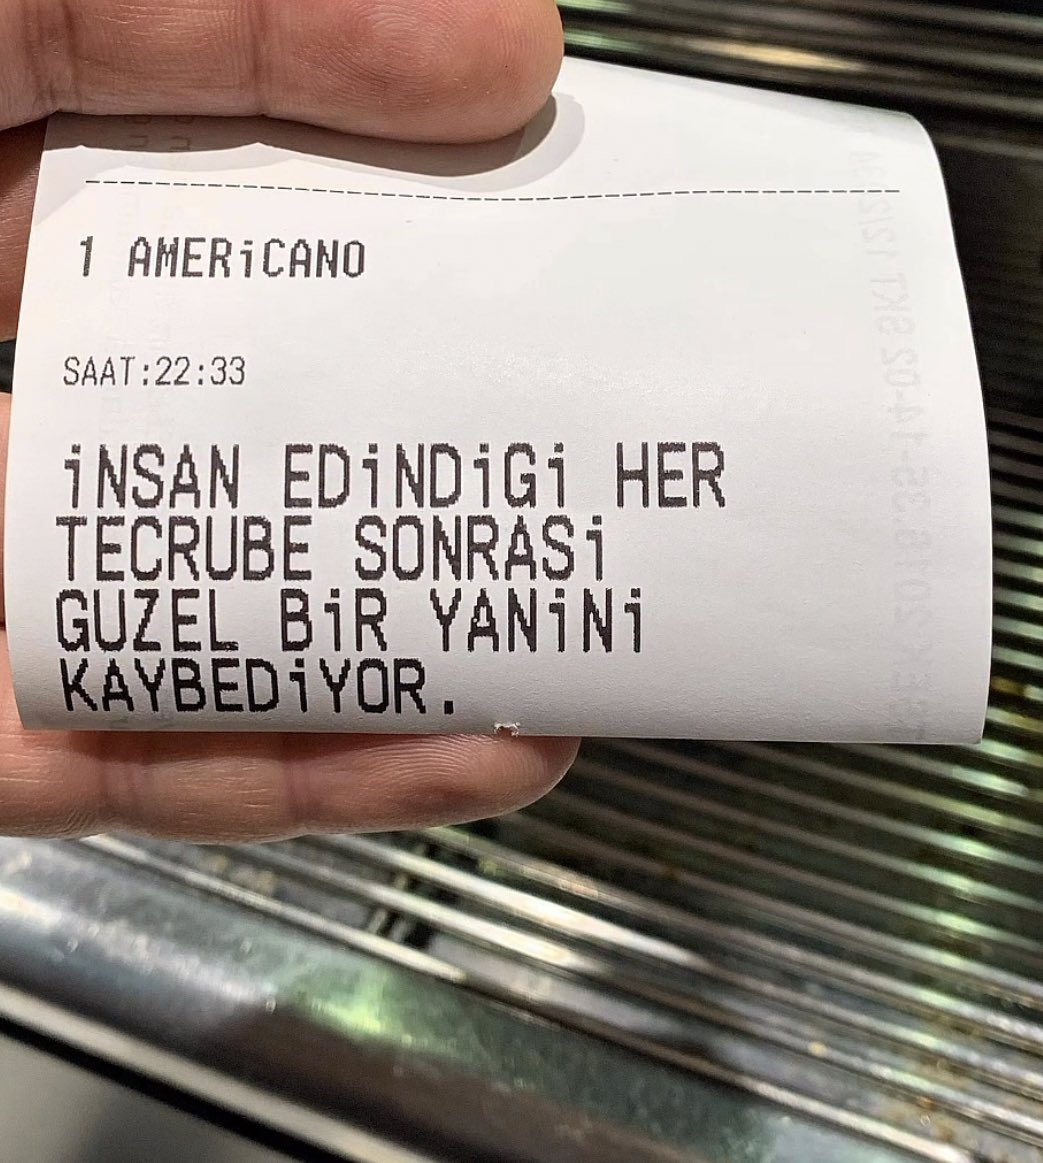 1 AMERiCANO
SAAT:22:33
iNSAN EDiNDiGi HER
TECRUBE SONRASi
GUZEL BiR YANiNi
KAYBEDiYOR.